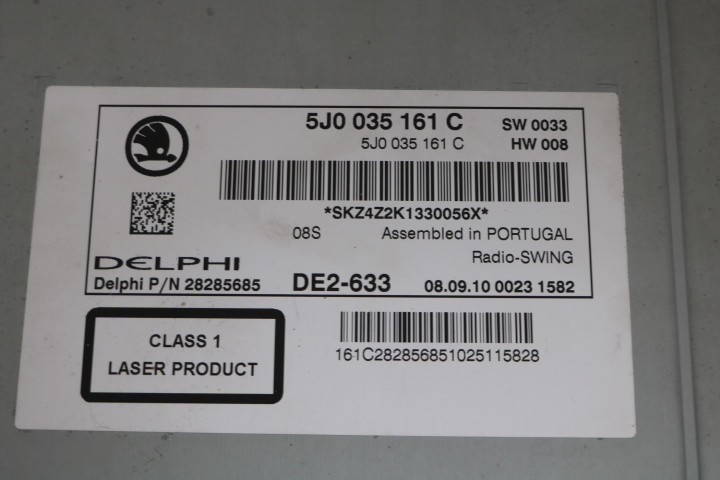 5J0 035 161 C SW 0033
5J0 035 161 C HW 008
*SKZ4Z2K1330056X*
08S Assembled in PORTUGAL
Radio-SWING
DELPHI
Delphi P/N 28285685 DE2-633 08.09.10 0023 1582
CLASS 1
LASER PRODUCT
161C2828568510251158​28